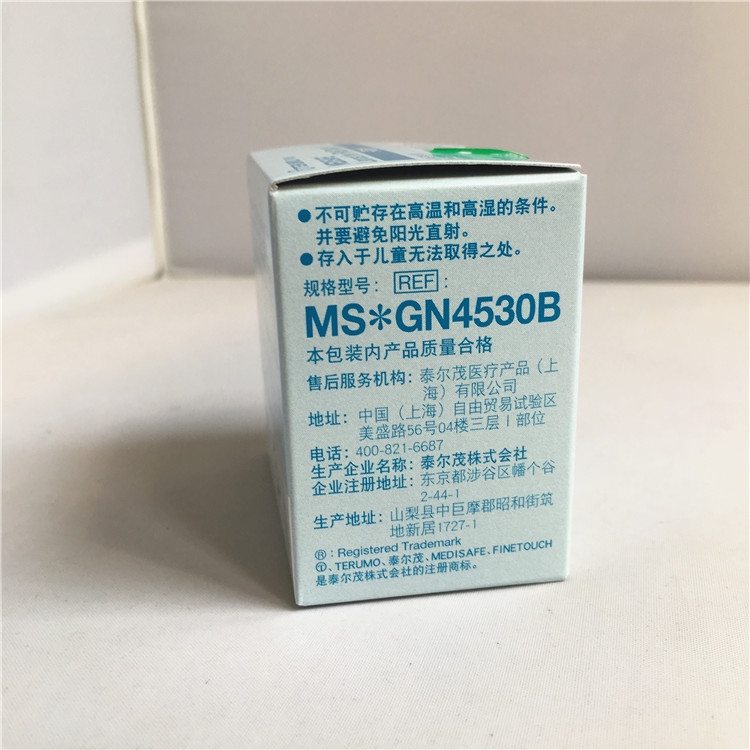 ●不可贮存在高温和高湿的条件。
并要避免阳光直射。
●存入于儿童无法取得之处。
规格型号：REF：
MS*GN4530B
本包装内产品质量合格
售后服务机构：泰尔茂医疗产品（上
海）有限公司
地址：中国（上海）自由贸易试验区
美盛路56号04楼三层I部位
电话：400-821-6687
生产企业名称：泰尔茂株式会社
企业注册地址：东京都涉谷区幡个谷
2-44-1
生产地址：山梨县中巨摩郡昭和街筑
地新居1727-1
®：Registered Trademark
Ⓣ、TERUMO、泰尔茂、MEDISAFE、FINETOUCH
是泰尔茂株式会社的注册商标。